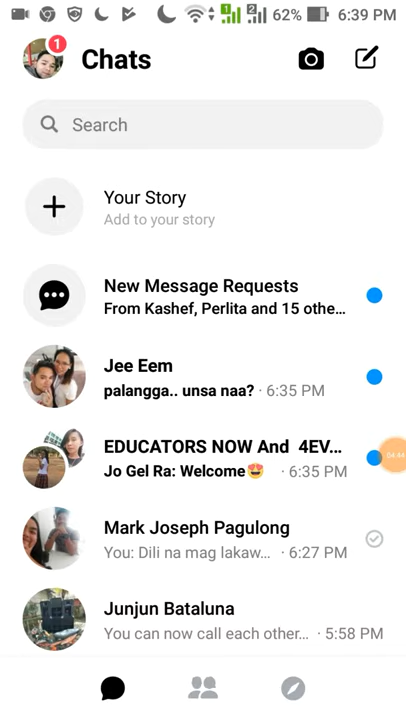 62% 6:39 PM
1
Chats
Search
Your Story
Add to your story
New Message Requests
From Kashef, Perlita and 15 othe...
Jee Eem
palangga.. unsa naa? · 6:35 PM
EDUCATORS NOW And 4EV...
Jo Gel Ra: Welcome😍 · 6:35 PM
04:44
Mark Joseph Pagulong
You: Dili na mag lakaw... · 6:27 PM
Junjun Bataluna
You can now call each other... · 5:58 PM